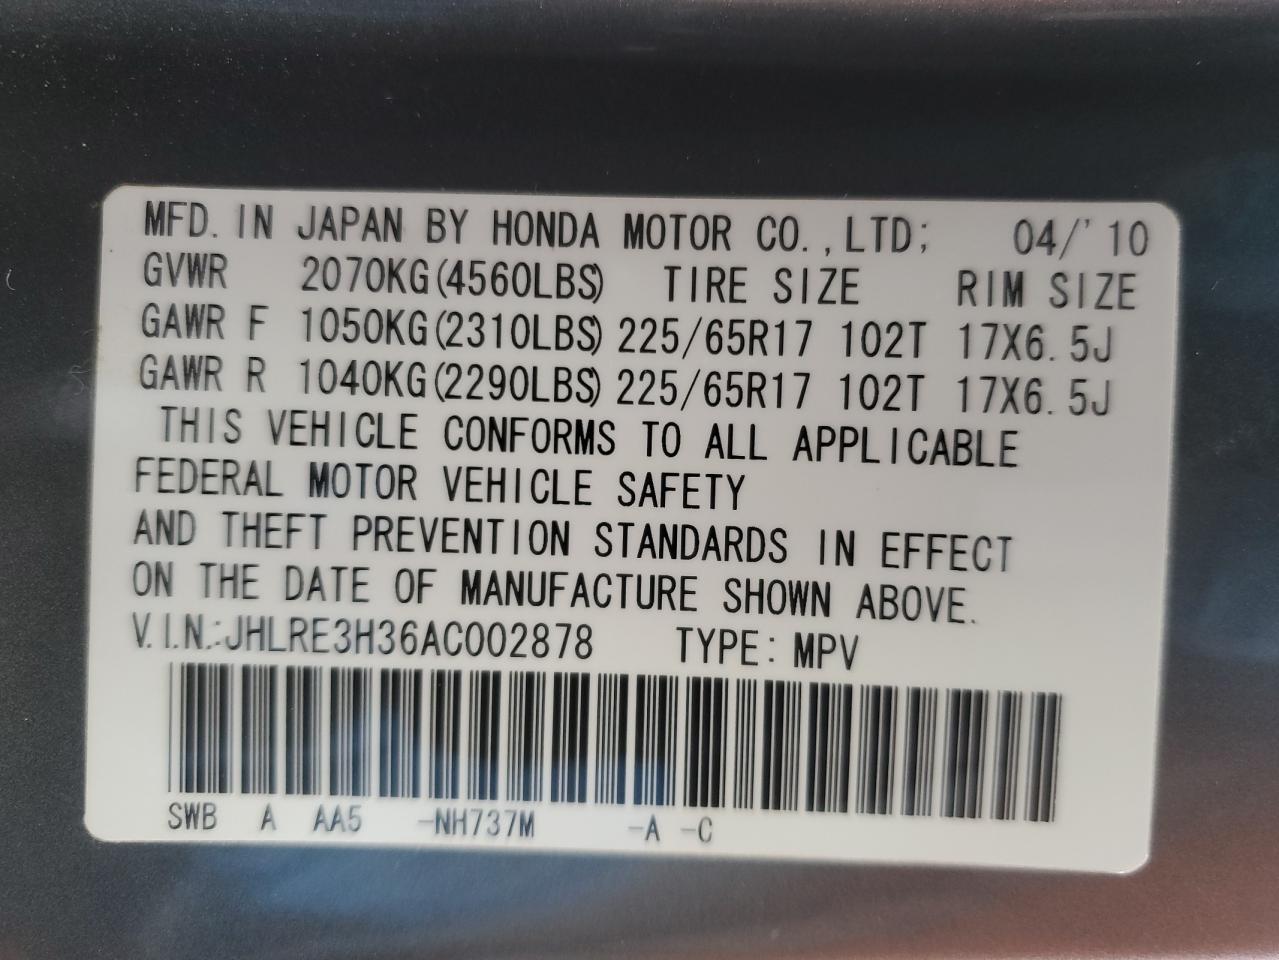 MFD. IN JAPAN BY HONDA MOTOR CO.,LTD; 04/'10
GVWR 2070KG(4560LBS) TIRE SIZE RIM SIZE
GAWR F 1050KG(2310LBS) 225/65R17 102T 17X6.5J
GAWR R 1040KG(2290LBS) 225/65R17 102T 17X6.5J
THIS VEHICLE CONFORMS TO ALL APPLICABLE
FEDERAL MOTOR VEHICLE SAFETY
AND THEFT PREVENTION STANDARDS IN EFFECT
ON THE DATE OF MANUFACTURE SHOWN ABOVE.
V.I.N.:JHLRE3H36AC002878 TYPE: MPV
SWB A AA5 -NH737M -A -C